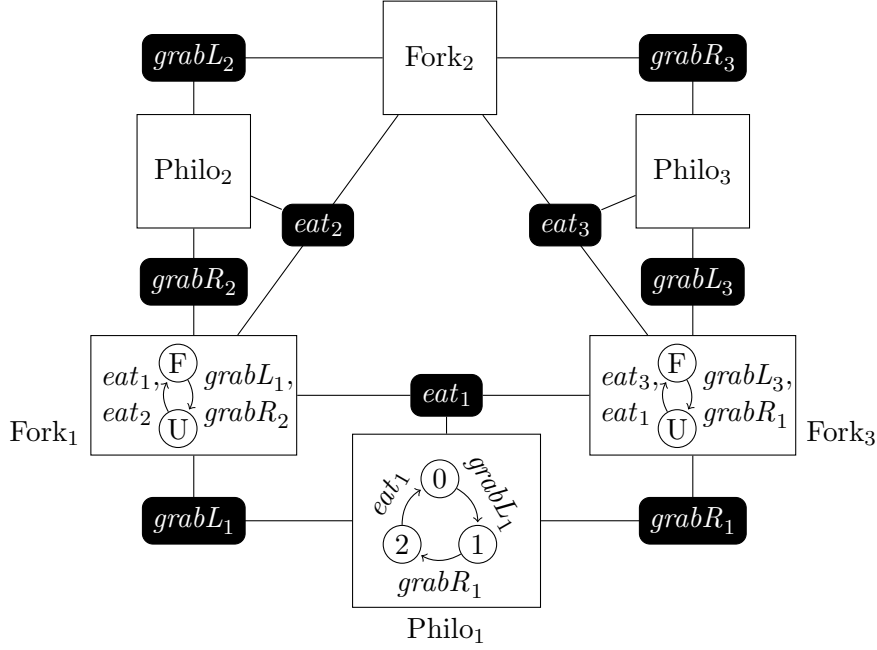 grabL₂
Fork₂
grabR₃
Philo₂
Philo₃
eat₂
eat₃
grabR₂
grabL₃
eat₁,
F
grabL₁,
eat₂
U
grabR₂
Fork₁
eat₁
eat₃,
F
grabL₃,
eat₁
U
grabR₁
Fork₃
grabL₁
eat₁
0
grabL₁
2
1
grabR₁
grabR₁
Philo₁